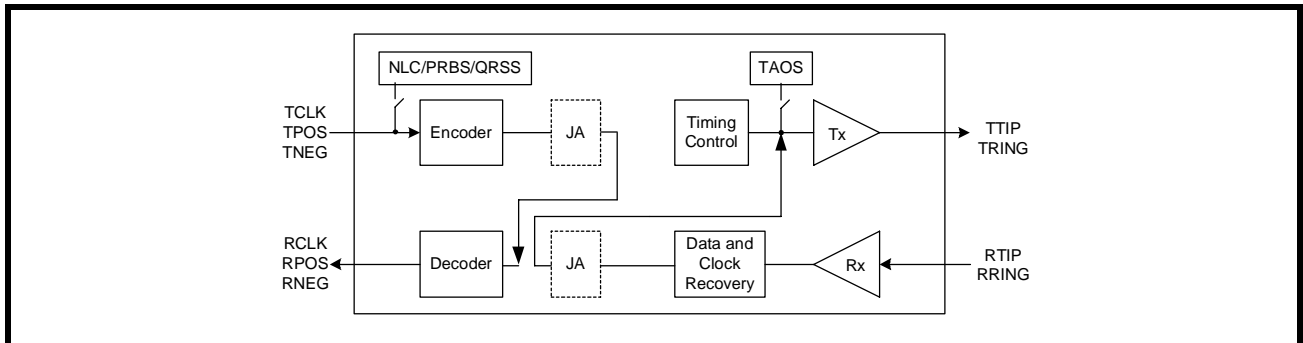 NLC/PRBS/QRSS
TAOS
TCLK
TPOS
TNEG
Encoder
JA
Timing
Control
Tx
TTIP
TRING
RCLK
RPOS
RNEG
Decoder
JA
Data and
Clock
Recovery
Rx
RTIP
RRING